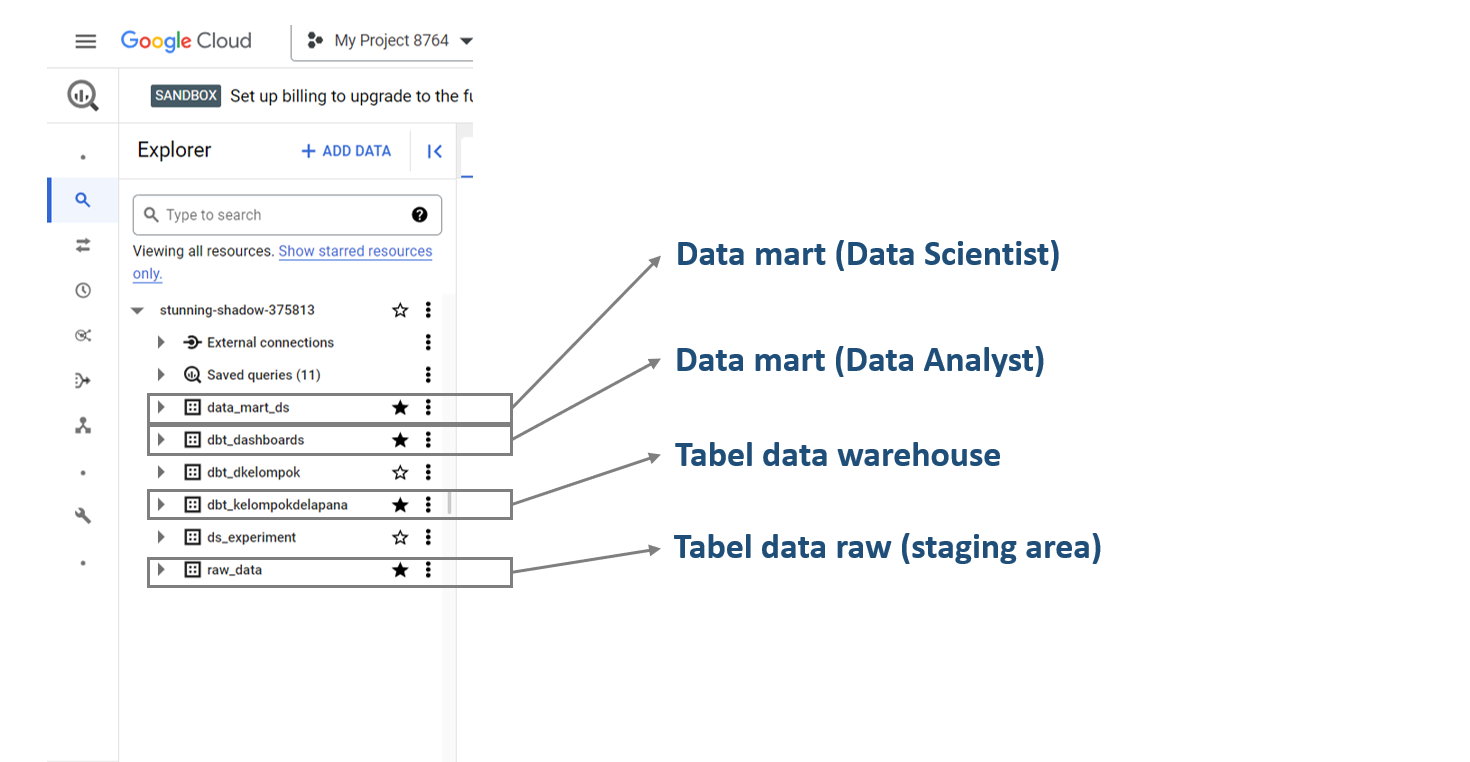 Google Cloud
My Project 8764
SANDBOX Set up billing to upgrade to the
Explorer
ADD DATA
Type to search
Viewing all resources. Show starred resources
only.
stunning-shadow-375813
External connections
Saved queries (11)
data_mart_ds
dbt_dashboards
dbt_dkelompok
dbt_kelompokdelapana
ds_experiment
raw_data
Data mart (Data Scientist)
Data mart (Data Analyst)
Tabel data warehouse
Tabel data raw (staging area)